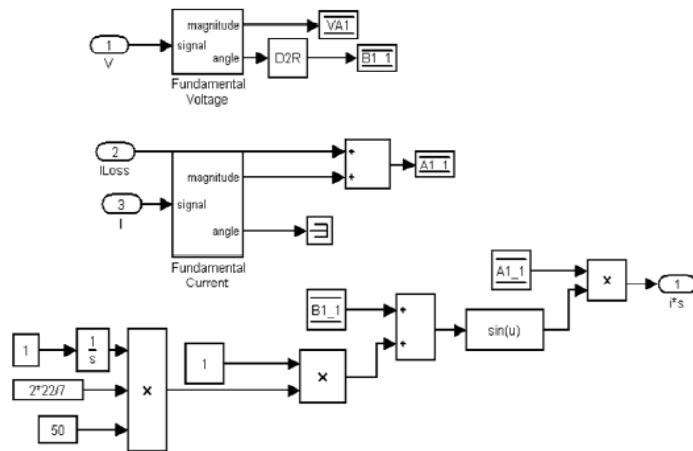 1
V
signal
magnitude
angle
Fundamental
Voltage
VA1
D2R
B1_1
2
ILoss
3
I
signal
magnitude
angle
Fundamental
Current
+
+
A1_1
A1_1
×
1
i*s
B1_1
+
+
sin(u)
1
1
s
2*22/7
50
×
1
×